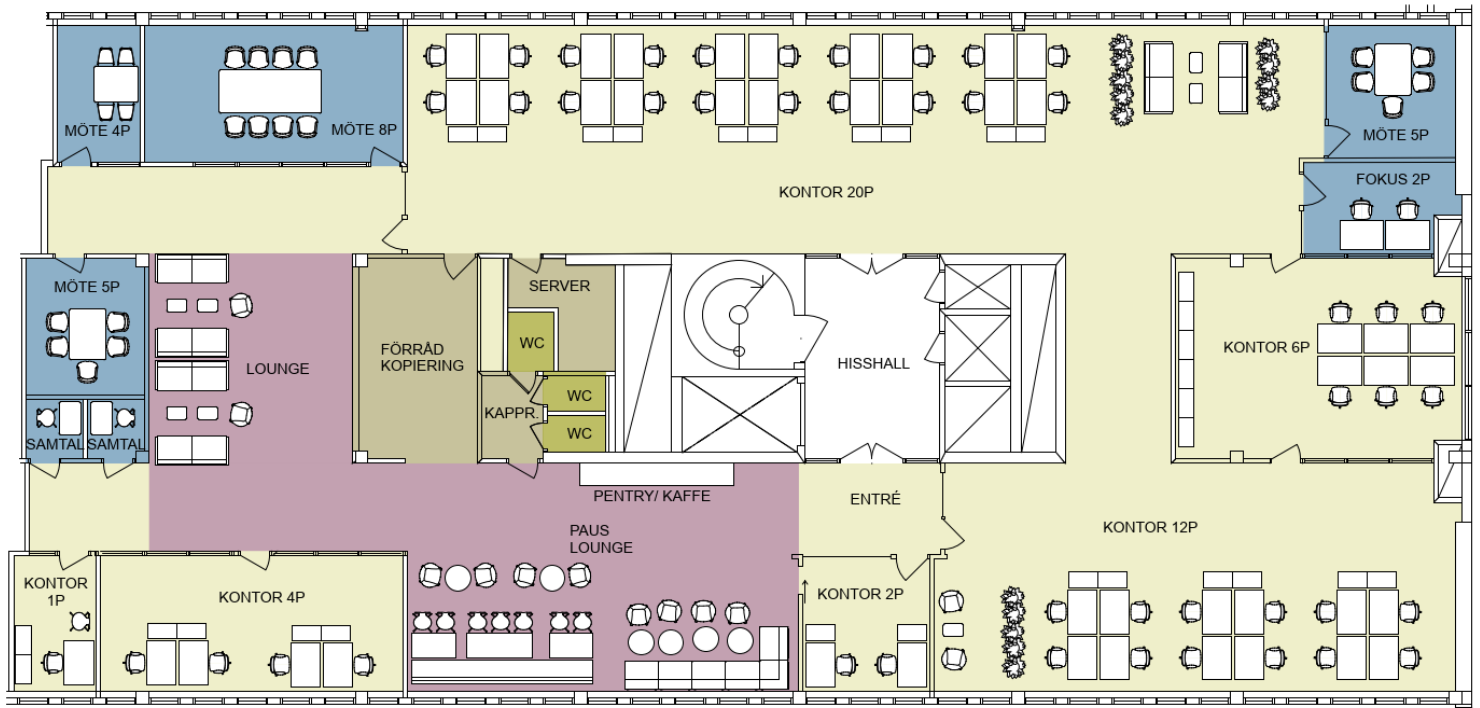 MÖTE 4P
MÖTE 8P
MÖTE 5P
KONTOR 20P
FOKUS 2P
MÖTE 5P
SERVER
WC
LOUNGE
FÖRRÅD
KOPIERING
HISSHALL
KONTOR 6P
WC
KAPPR.
WC
SAMTAL
SAMTAL
PENTRY/ KAFFE
ENTRÉ
PAUS
LOUNGE
KONTOR 12P
KONTOR
1P
KONTOR 4P
KONTOR 2P